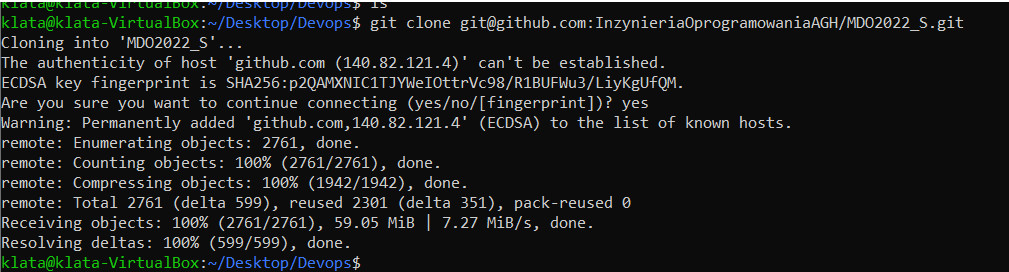 klata@klata-VirtualBox:~/Desktop/Devops$ ls
klata@klata-VirtualBox:~/Desktop/Devops$ git clone git@github.com:InzynieriaOprogramowaniaAGH/MDO2022_S.git
Cloning into 'MDO2022_S'...
The authenticity of host 'github.com (140.82.121.4)' can't be established.
ECDSA key fingerprint is SHA256:p2QAMXNIC1TJYWeIOttrVc98/R1BUFWu3/LiyKgUfQM.
Are you sure you want to continue connecting (yes/no/[fingerprint])? yes
Warning: Permanently added 'github.com,140.82.121.4' (ECDSA) to the list of known hosts.
remote: Enumerating objects: 2761, done.
remote: Counting objects: 100% (2761/2761), done.
remote: Compressing objects: 100% (1942/1942), done.
remote: Total 2761 (delta 599), reused 2301 (delta 351), pack-reused 0
Receiving objects: 100% (2761/2761), 59.05 MiB | 7.27 MiB/s, done.
Resolving deltas: 100% (599/599), done.
klata@klata-VirtualBox:~/Desktop/Devops$